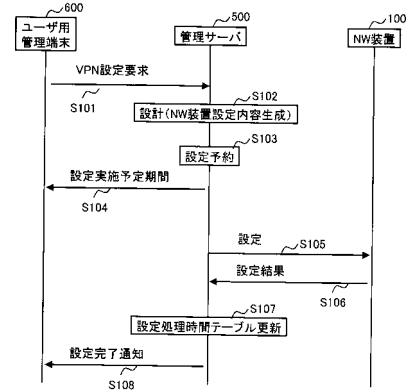 600
500
100
ユーザ用
管理端末
管理サーバ
NW装置
VPN設定要求
S101
S102
設計(NW装置設定内容生成)
S103
設定予約
設定実施予定期間
S104
設定
S105
設定結果
S106
S107
設定処理時間テーブル更新
設定完了通知
S108